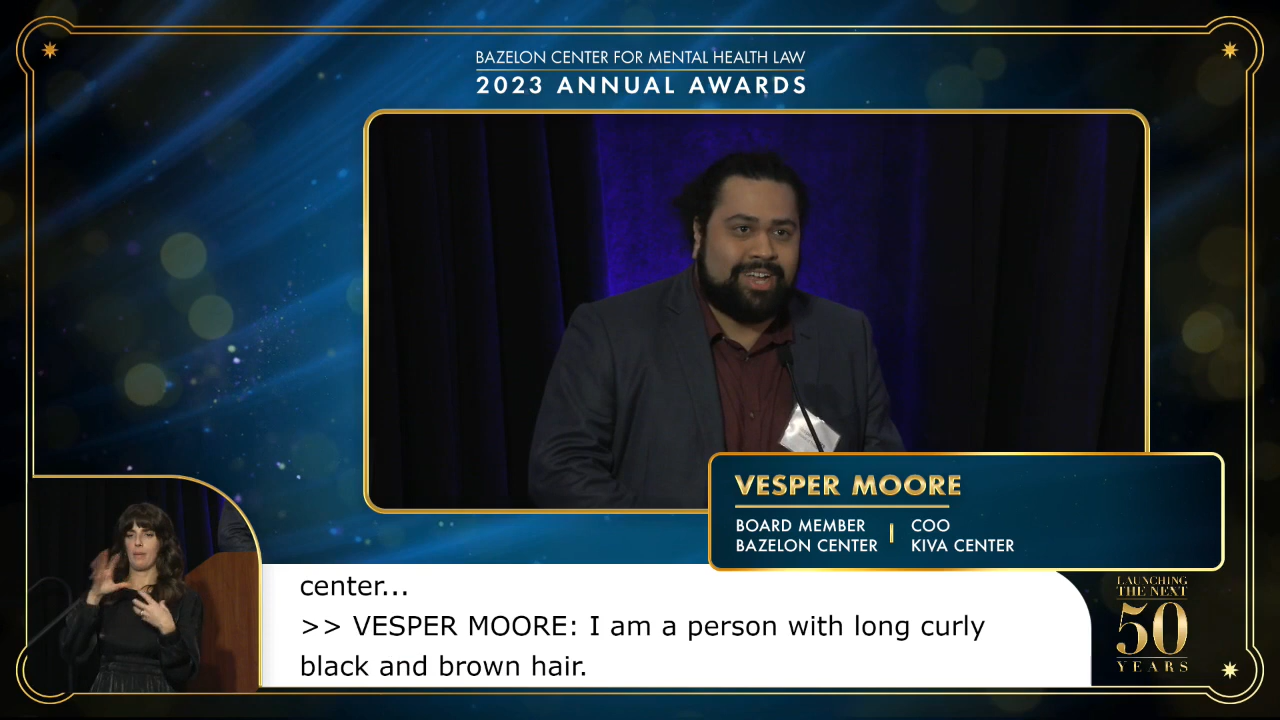 BAZELON CENTER FOR MENTAL HEALTH LAW
2023 ANNUAL AWARDS
VESPER MOORE
BOARD MEMBER
BAZELON CENTER
COO
KIVA CENTER
center...
>> VESPER MOORE: I am a person with long curly
black and brown hair.
LAUNCHING
THE NEXT
50
YEARS